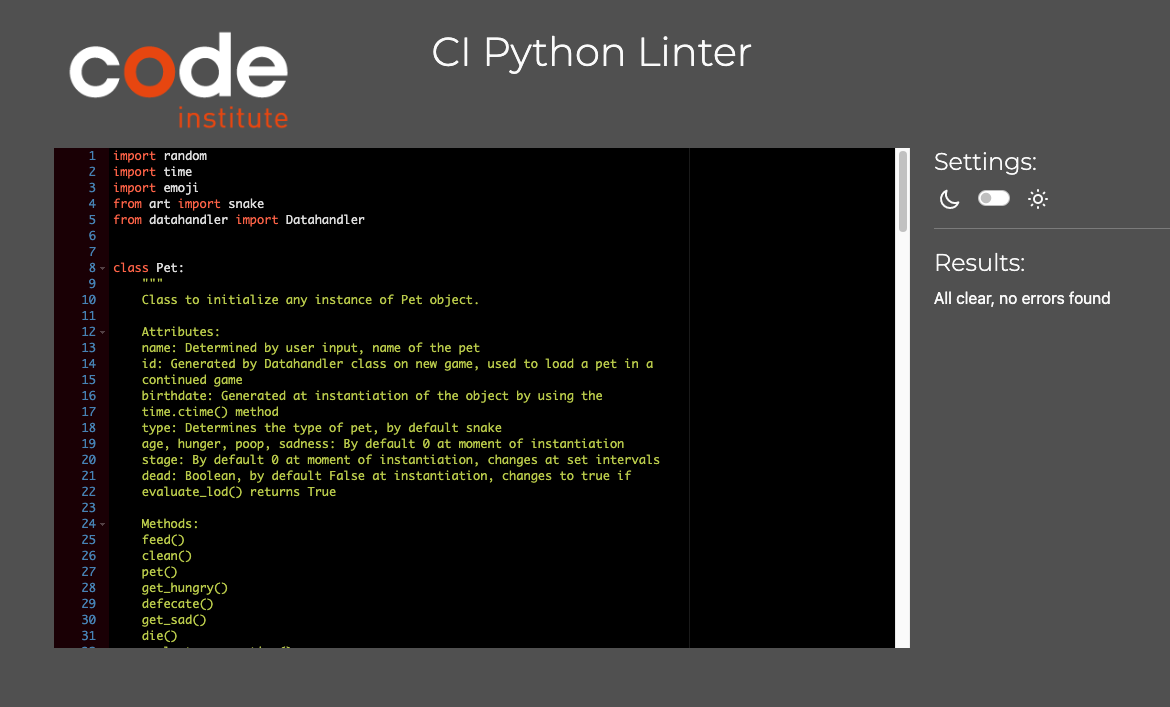 code
institute
CI Python Linter
1 import random
2 import time
3 import emoji
4 from art import snake
5 from datahandler import Datahandler
6
7
8 class Pet:
9 """
10 Class to initialize any instance of Pet object.
11
12 Attributes:
13 name: Determined by user input, name of the pet
14 id: Generated by Datahandler class on new game, used to load a pet in a
15 continued game
16 birthdate: Generated at instantiation of the object by using the
17 time.ctime() method
18 type: Determines the type of pet, by default snake
19 age, hunger, poop, sadness: By default 0 at moment of instantiation
20 stage: By default 0 at moment of instantiation, changes at set intervals
21 dead: Boolean, by default False at instantiation, changes to true if
22 evaluate_lod() returns True
23
24 Methods:
25 feed()
26 clean()
27 pet()
28 get_hungry()
29 defecate()
30 get_sad()
31 die()
Settings:
Results:
All clear, no errors found